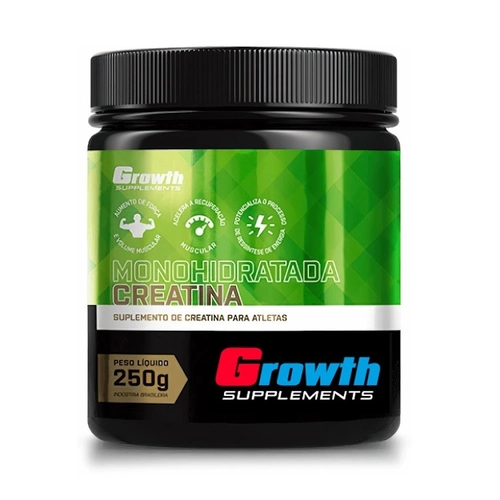 Growth
SUPPLEMENTS
AUMENTO DE FORÇA
E VOLUME MUSCULAR
ACELERA A RECUPERAÇÃO
MUSCULAR
POTENCIALIZA O PROCESSO
DE RESSÍNTESE DE ENERGIA
MONOHIDRATADA
CREATINA
SUPLEMENTO DE CREATINA PARA ATLETAS
PESO LÍQUIDO
250g
INDÚSTRIA BRASILEIRA
Growth
SUPPLEMENTS